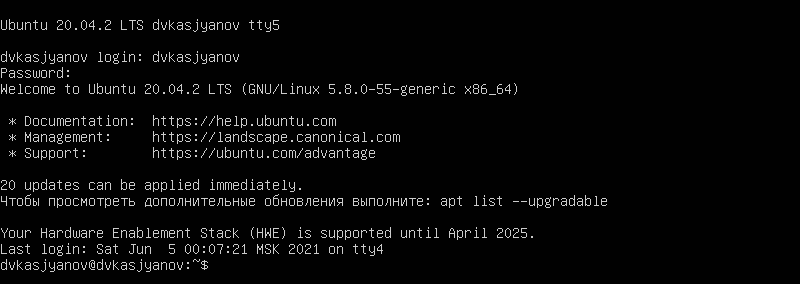 Ubuntu 20.04.2 LTS dvkasjyanov tty5
dvkasjyanov login: dvkasjyanov
Password:
Welcome to Ubuntu 20.04.2 LTS (GNU/Linux 5.8.0-55-generic x86_64)
* Documentation:  https://help.ubuntu.com
* Management:     https://landscape.canonical.com
* Support:        https://ubuntu.com/advantage
20 updates can be applied immediately.
Чтобы просмотреть дополнительные обновления выполните: apt list --upgradable
Your Hardware Enablement Stack (HWE) is supported until April 2025.
Last login: Sat Jun  5 00:07:21 MSK 2021 on tty4
dvkasjyanov@dvkasjyanov:~$